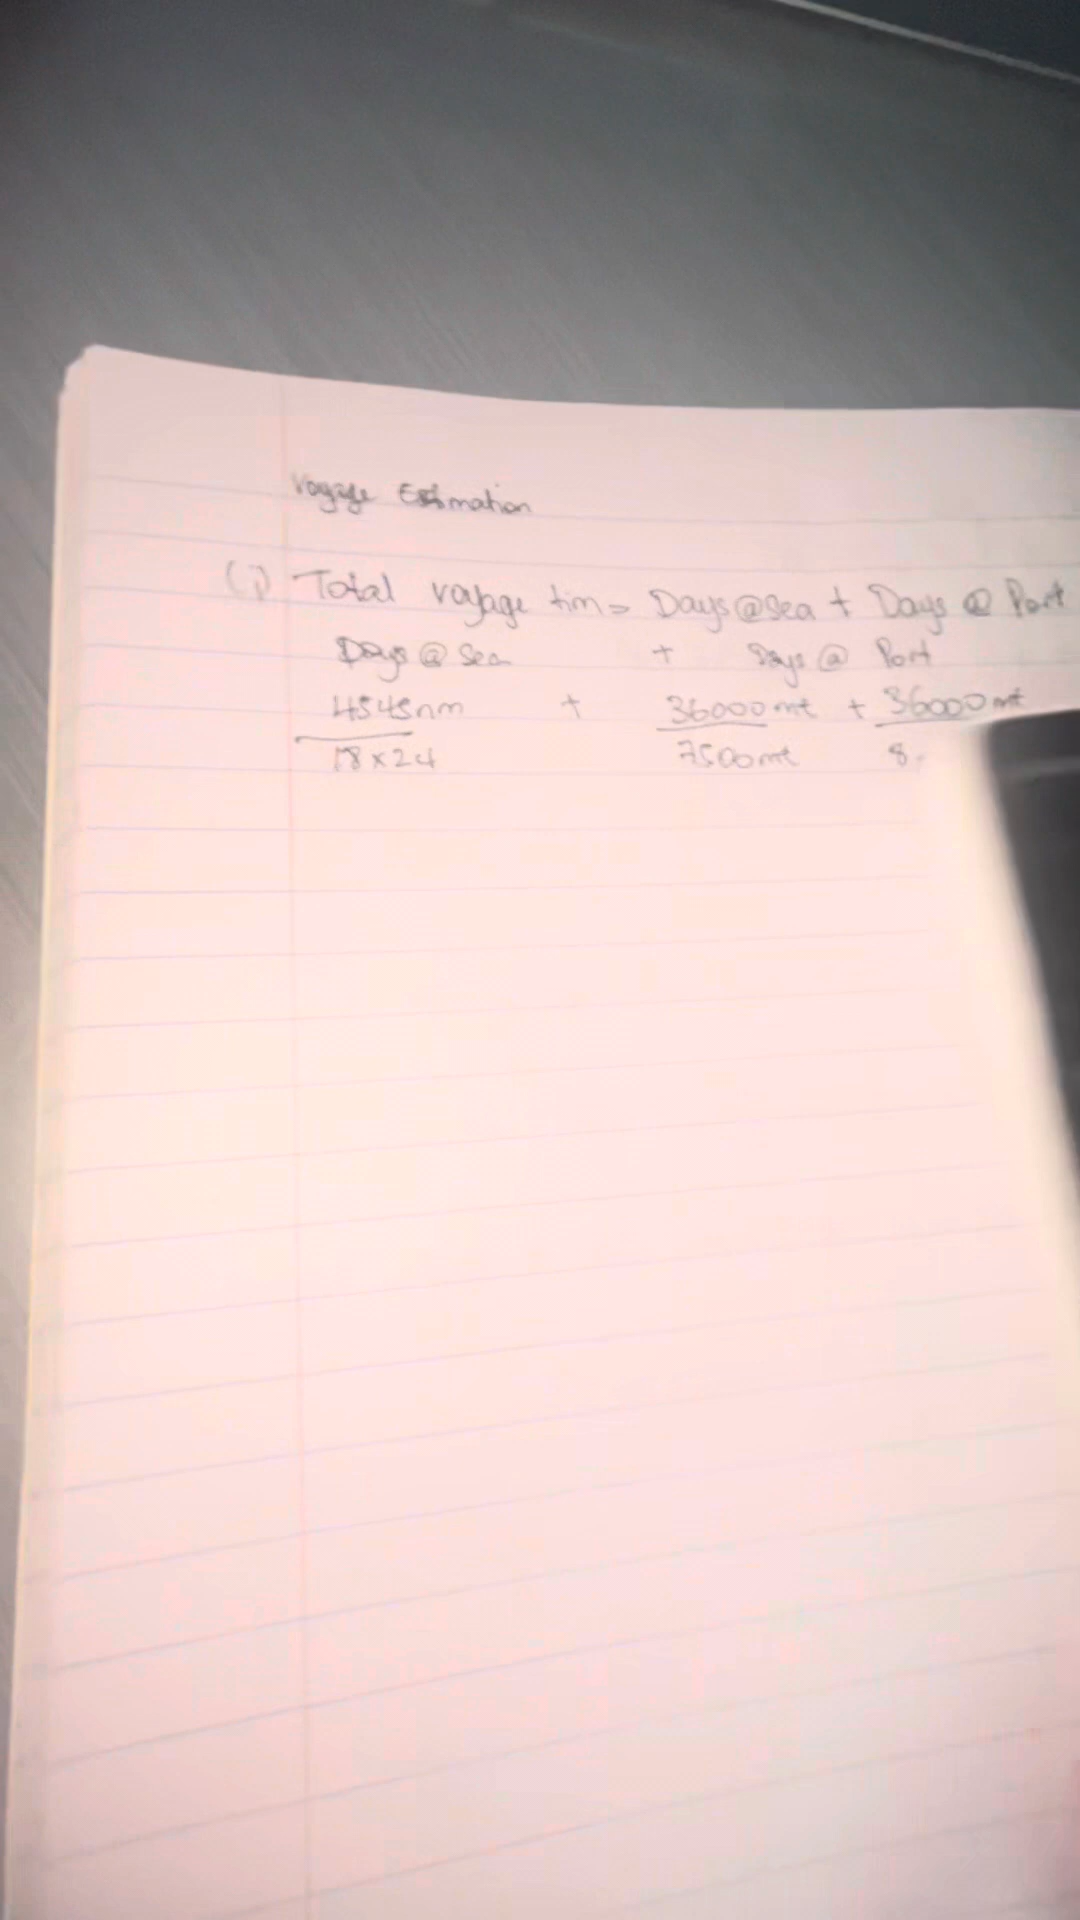 Voyage Estimation
(i) Total voyage tim = Days @ Sea + Days @ Port
Days @ Sea + Days @ Port
4545nm + 36000mt + 36000mt
18 x 24 7500mt 8